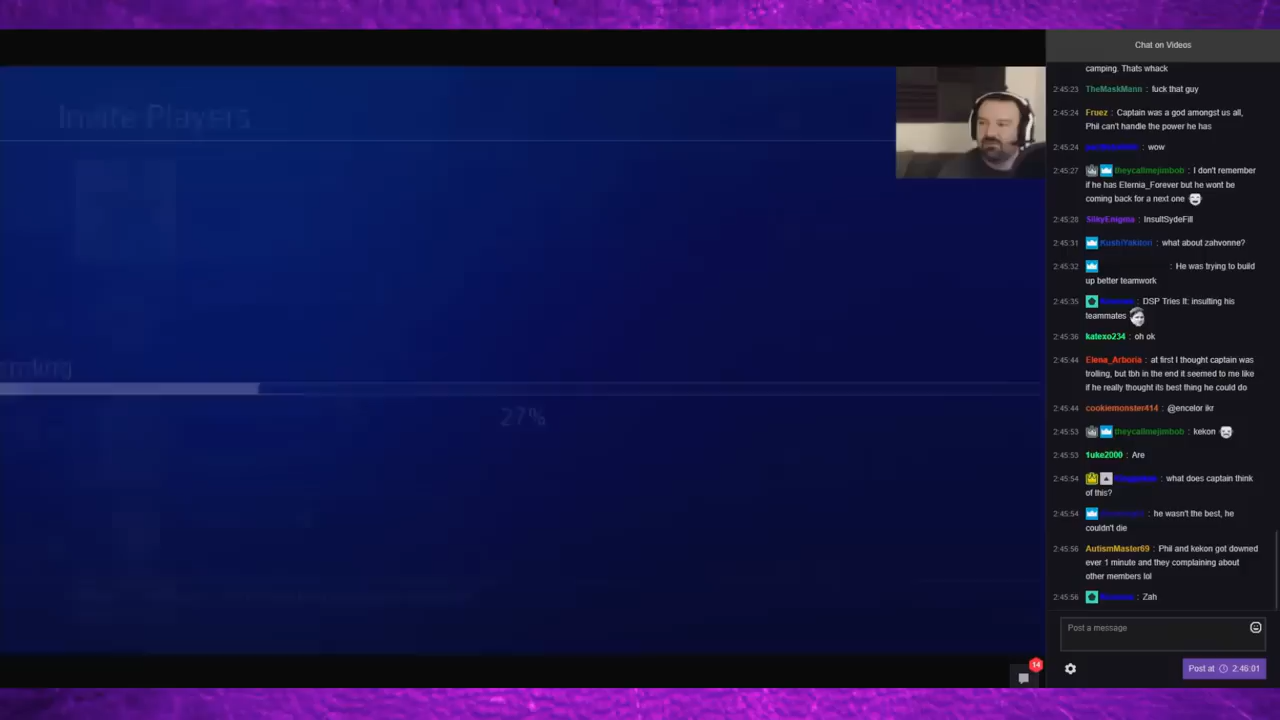 Invite Players
27%
Chat on Videos
camping. Thats whack
2:45:23 TheMaskMann : fuck that guy
2:45:24 Fruez : Captain was a god amongst us all,
Phil can't handle the power he has
2:45:24 : wow
2:45:27 theycallmejimbob : I don't remember
if he has Eternia_Forever but he wont be
coming back for a next one
2:45:28 SilkyEnigma : InsultSydeFill
2:45:31 KushiYakitori : what about zahvonne?
2:45:32 : He was trying to build
up better teamwork
2:45:35 : DSP Tries It: insulting his
teammates
2:45:36 katexo234 : oh ok
2:45:44 Elena_Arboria : at first I thought captain was
trolling, but tbh in the end it seemed to me like
if he really thought its best thing he could do
2:45:44 cookiemonster414 : @encelor ikr
2:45:53 theycallmejimbob : kekon
2:45:53 1uke2000 : Are
2:45:54 : what does captain think
of this?
2:45:54 : he wasn't the best, he
couldn't die
2:45:56 AutismMaster69 : Phil and kekon got downed
ever 1 minute and they complaining about
other members lol
2:45:56 : Zah
Post a message
14
Post at 2:46:01